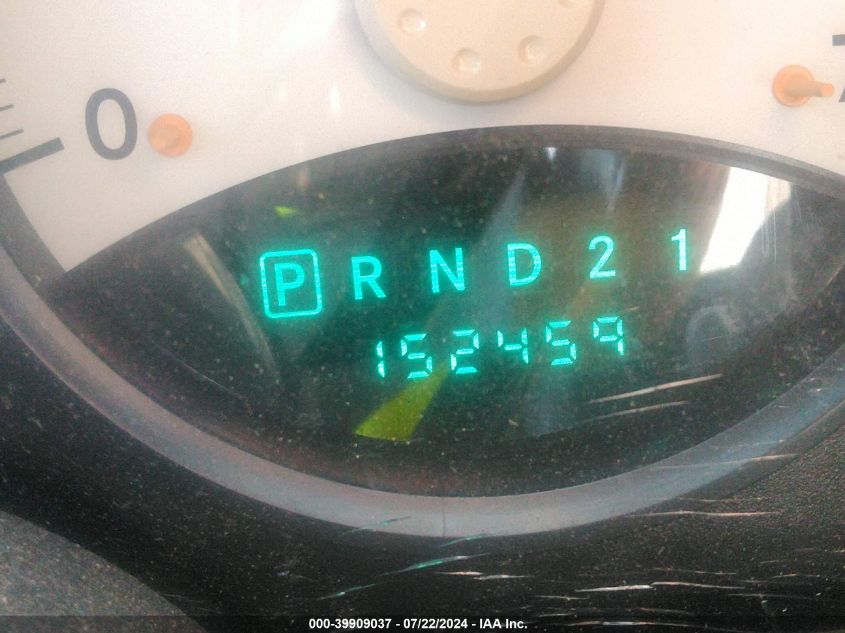 0
P R N D 2 1
152459
000-39909037 - 07/22/2024 - IAA Inc.